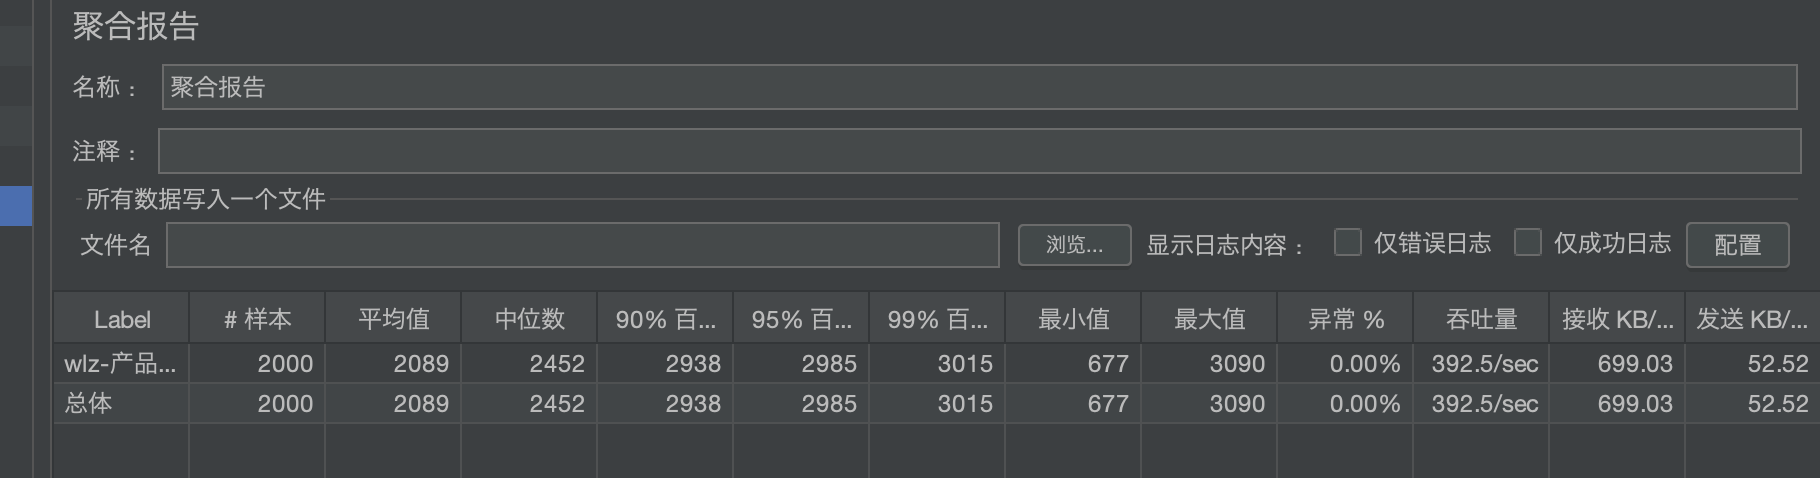 聚合报告
名称： 聚合报告
注释：
所有数据写入一个文件
文件名 浏览... 显示日志内容： 仅错误日志 仅成功日志 配置
Label # 样本 平均值 中位数 90% 百... 95% 百... 99% 百... 最小值 最大值 异常 % 吞吐量 接收 KB/... 发送 KB/...
wlz-产品... 2000 2089 2452 2938 2985 3015 677 3090 0.00% 392.5/sec 699.03 52.52
总体 2000 2089 2452 2938 2985 3015 677 3090 0.00% 392.5/sec 699.03 52.52